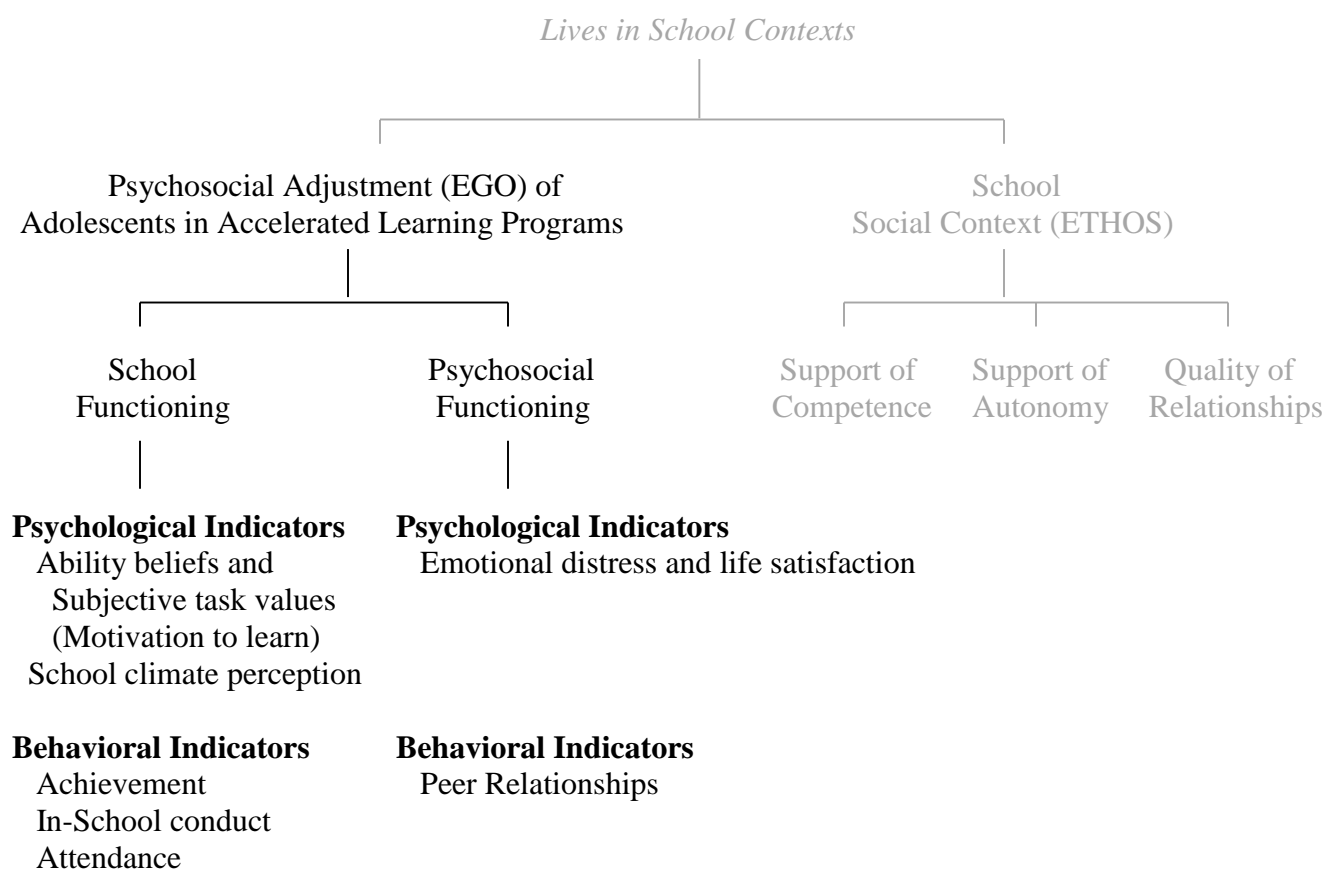 Lives in School Contexts
Psychosocial Adjustment (EGO) of
Adolescents in Accelerated Learning Programs
School
Social Context (ETHOS)
School
Functioning
Psychosocial
Functioning
Support of
Competence
Support of
Autonomy
Quality of
Relationships
Psychological Indicators
Ability beliefs and
Subjective task values
(Motivation to learn)
School climate perception
Behavioral Indicators
Achievement
In-School conduct
Attendance
Psychological Indicators
Emotional distress and life satisfaction
Behavioral Indicators
Peer Relationships